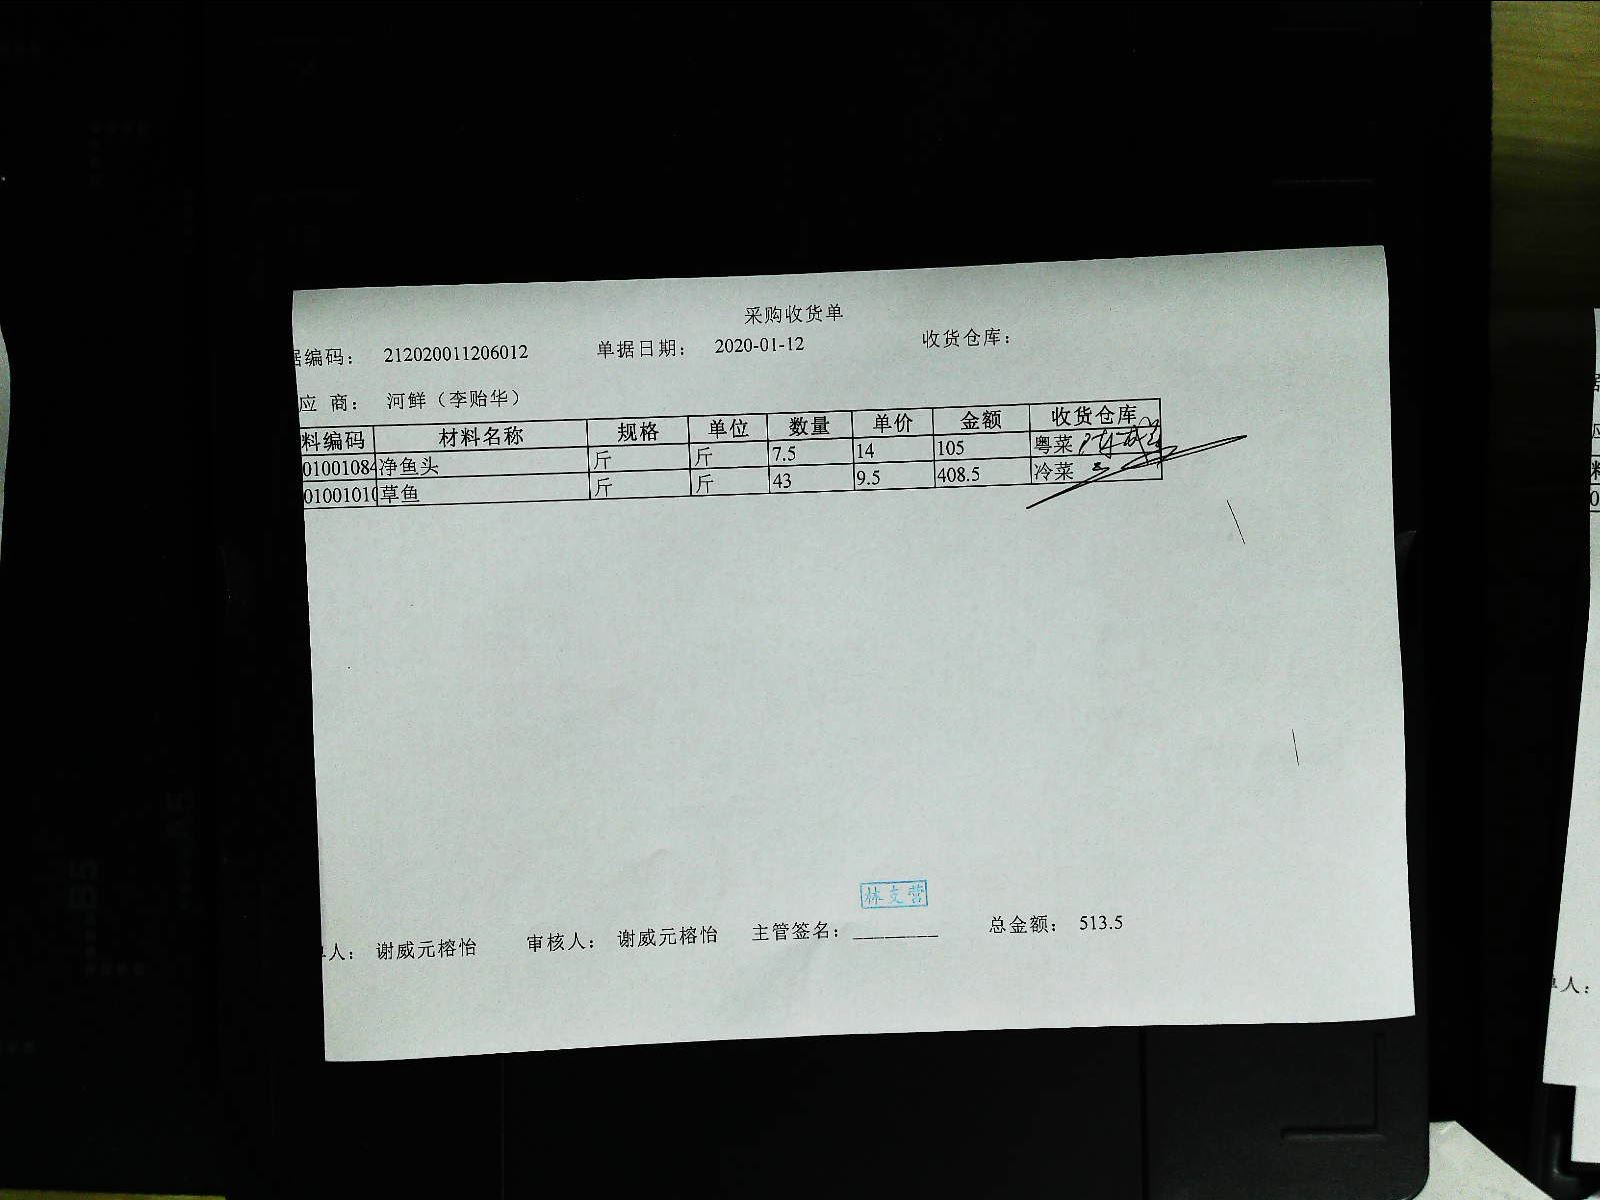 采购收货单
据编码： 212020011206012 单据日期： 2020-01-12 收货仓库：
应 商： 河鲜（李贻华）
料编码 材料名称 规格 单位 数量 单价 金额 收货仓库
01001084 净鱼头 斤 斤 7.5 14 105 粤菜
01001010 草鱼 斤 斤 43 9.5 408.5 冷菜
林支营
人： 谢威元榕怡 审核人： 谢威元榕怡 主管签名：________ 总金额： 513.5
人：